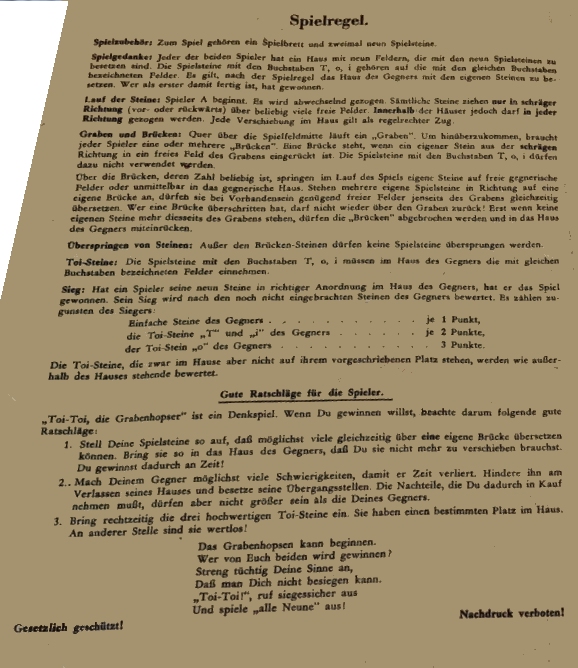 Spielregel.
Spielzubehör: Zum Spiel gehören ein Spielbrett und zweimal neun Spielsteine.
Spielgedanke: Jeder der beiden Spieler hat ein Haus mit neun Feldern, die mit den neun Spielsteinen zu
besetzen sind. Die Spielsteine mit den Buchstaben T, o, i gehören auf die mit den gleichen Buchstaben
bezeichneten Felder. Es gilt, nach der Spielregel das Haus des Gegners mit den eigenen Steinen zu be-
setzen. Wer als erster damit fertig ist, hat gewonnen.
Lauf der Steine: Spieler A beginnt. Es wird abwechselnd gezogen. Sämtliche Steine ziehen nur in schräger
Richtung (vor- oder rückwärts) über beliebig viele freie Felder. Innerhalb der Häuser jedoch darf in jeder
Richtung gezogen werden. Jede Verschiebung im Haus gilt als regelrechter Zug.
Graben und Brücken: Quer über die Spielfeldmitte läuft ein „Graben". Um hinüberzukommen, braucht
jeder Spieler eine oder mehrere „Brücken". Eine Brücke steht, wenn ein eigener Stein aus der schrägen
Richtung in ein freies Feld des Grabens eingerückt ist. Die Spielsteine mit den Buchstaben T, o, i dürfen
dazu nicht verwendet werden.
Über die Brücken, deren Zahl beliebig ist, springen im Lauf des Spiels eigene Steine auf freie gegnerische
Felder oder unmittelbar in das gegnerische Haus. Stehen mehrere eigene Spielsteine in Richtung auf eine
eigene Brücke an, dürfen sie bei Vorhandensein genügend freier Felder jenseits des Grabens gleichzeitig
übersetzen. Wer eine Brücke überschritten hat, darf nicht wieder über den Graben zurück! Erst wenn keine
eigenen Steine mehr diesseits des Grabens stehen, dürfen die „Brücken" abgebrochen werden und in das Haus
des Gegners miteinrücken.
Überspringen von Steinen: Außer den Brücken-Steinen dürfen keine Spielsteine übersprungen werden.
Toi-Steine: Die Spielsteine mit den Buchstaben T, o, i müssen im Haus des Gegners die mit gleichen
Buchstaben bezeichneten Felder einnehmen.
Sieg: Hat ein Spieler seine neun Steine in richtiger Anordnung im Haus des Gegners, hat er das Spiel
gewonnen. Sein Sieg wird nach den noch nicht eingebrachten Steinen des Gegners bewertet. Es zählen zu-
gunsten des Siegers:
Einfache Steine des Gegners . . . . . . . . . . je 1 Punkt,
die Toi-Steine „T" und „i" des Gegners . . . . . . je 2 Punkte,
der Toi-Stein „o" des Gegners . . . . . . . . . 3 Punkte.
Die Toi-Steine, die zwar im Hause aber nicht auf ihrem vorgeschriebenen Platz stehen, werden wie außer-
halb des Hauses stehende bewertet.
Gute Ratschläge für die Spieler.
„Toi-Toi, die Grabenhopser" ist ein Denkspiel. Wenn Du gewinnen willst, beachte darum folgende gute
Ratschläge:
1. Stell Deine Spielsteine so auf, daß möglichst viele gleichzeitig über eine eigene Brücke übersetzen
können. Bring sie so in das Haus des Gegners, daß Du sie nicht mehr zu verschieben brauchst.
Du gewinnst dadurch an Zeit!
2. Mach Deinem Gegner möglichst viele Schwierigkeiten, damit er Zeit verliert. Hindere ihn am
Verlassen seines Hauses und besetze seine Übergangsstellen. Die Nachteile, die Du dadurch in Kauf
nehmen mußt, dürfen aber nicht größer sein als die Deines Gegners.
3. Bring rechtzeitig die drei hochwertigen Toi-Steine ein. Sie haben einen bestimmten Platz im Haus.
An anderer Stelle sind sie wertlos!
Das Grabenhopsen kann beginnen.
Wer von Euch beiden wird gewinnen?
Streng tüchtig Deine Sinne an,
Daß man Dich nicht besiegen kann.
„Toi-Toi!", ruf siegessicher aus
Und spiele „alle Neune" aus!
Gesetzlich geschützt! Nachdruck verboten!